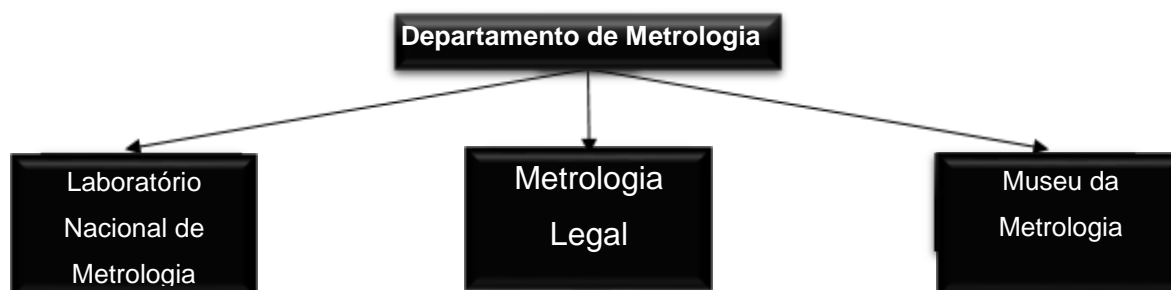 Departamento de Metrologia
Laboratório
Nacional de
Metrologia
Metrologia
Legal
Museu da
Metrologia